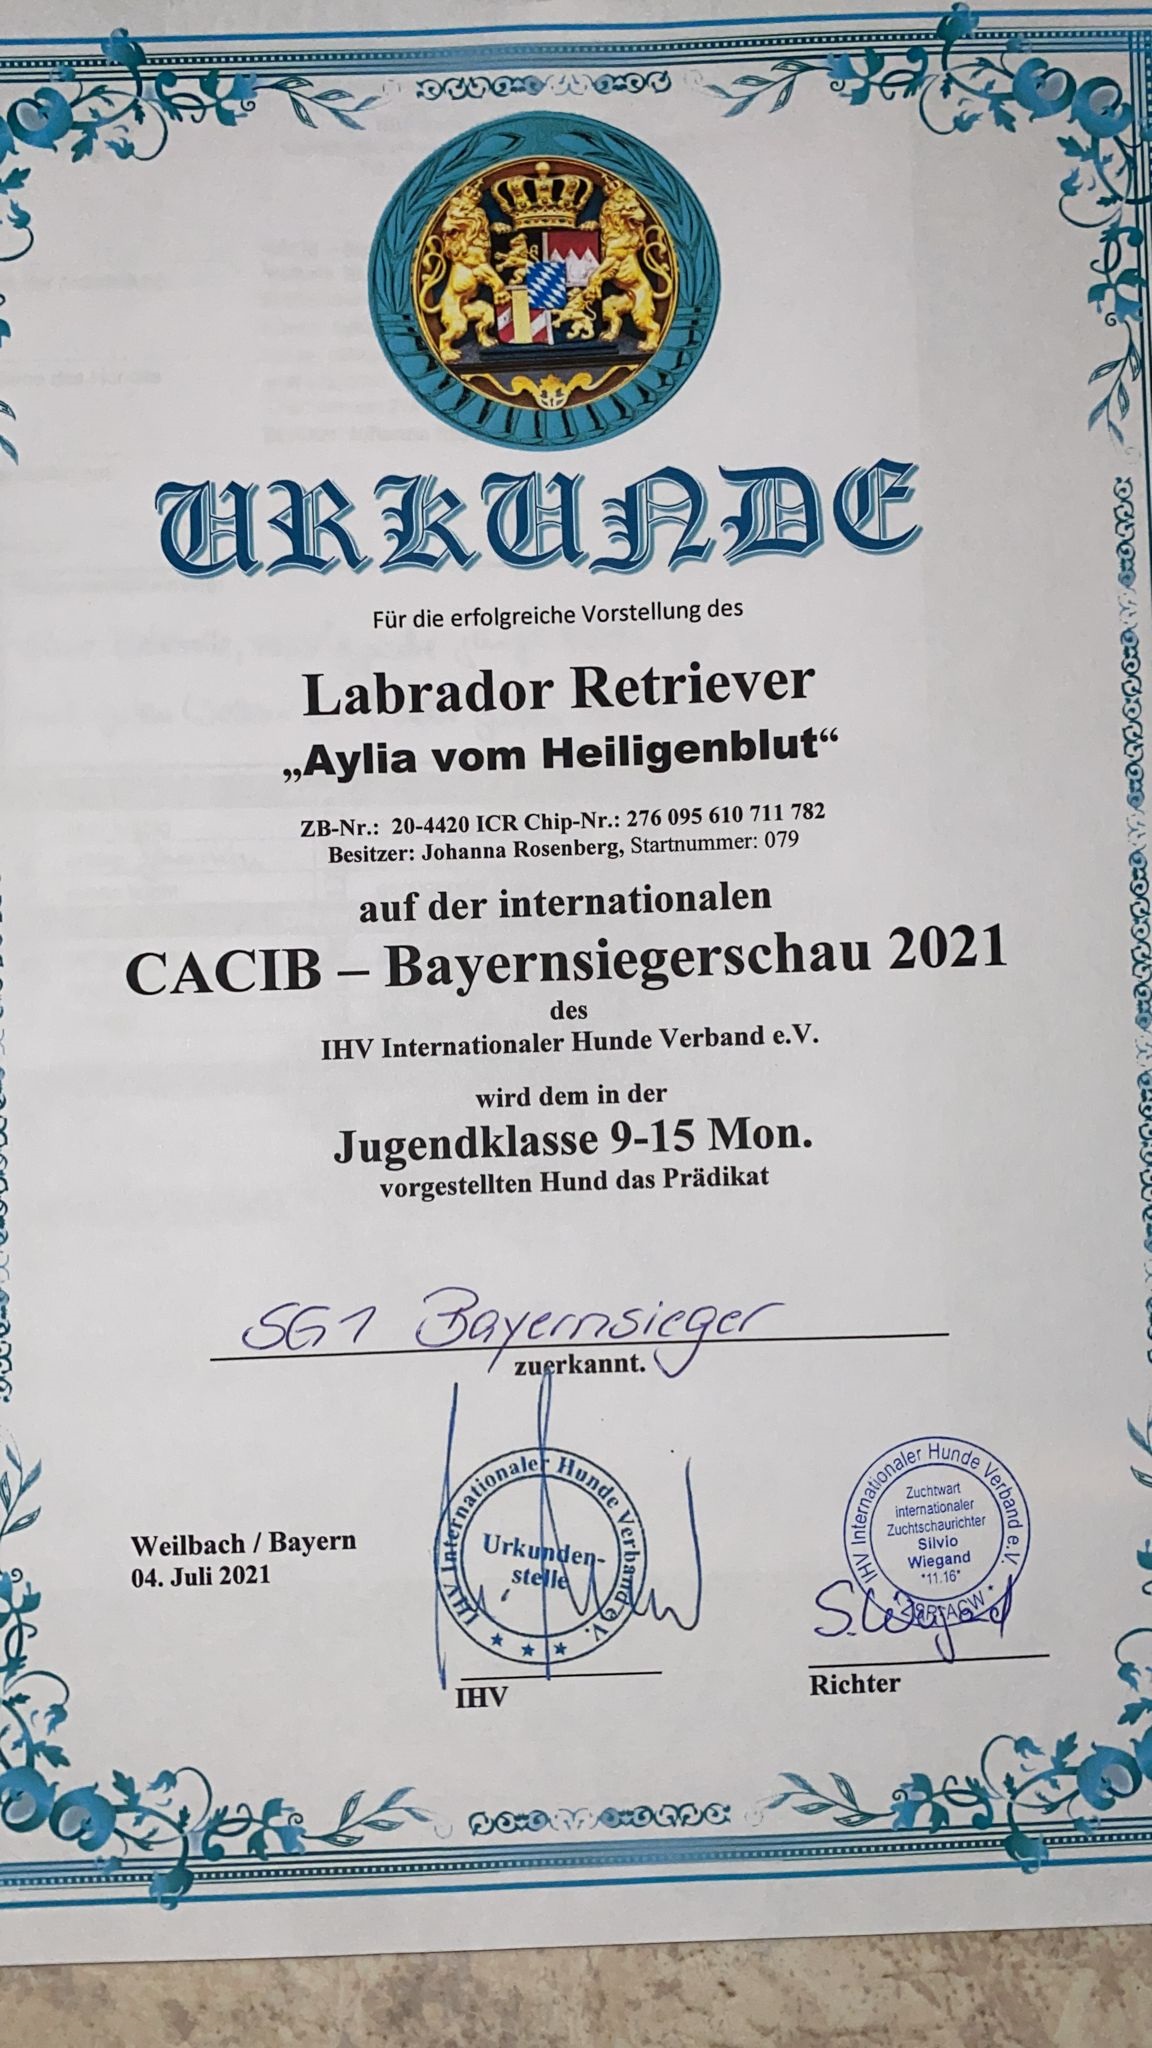 URKUNDE
Für die erfolgreiche Vorstellung des
Labrador Retriever
„Aylia vom Heiligenblut“
ZB-Nr.: 20-4420 ICR Chip-Nr.: 276 095 610 711 782
Besitzer: Johanna Rosenberg, Startnummer: 079
auf der internationalen
CACIB – Bayernsiegerschau 2021
des
IHV Internationaler Hunde Verband e.V.
wird dem in der
Jugendklasse 9-15 Mon.
vorgestellten Hund das Prädikat
SG1 Bayernsieger
zuerkannt.
Weilbach / Bayern
04. Juli 2021
IHV Internationaler Hunde Verband e.V.
Urkunden-
stelle
IHV
IHV Internationaler Hunde Verband e.V.
Zuchtwart
internationaler
Zuchtschaurichter
Silvio
Wiegand
*11.16*
S. Wiegand
Richter